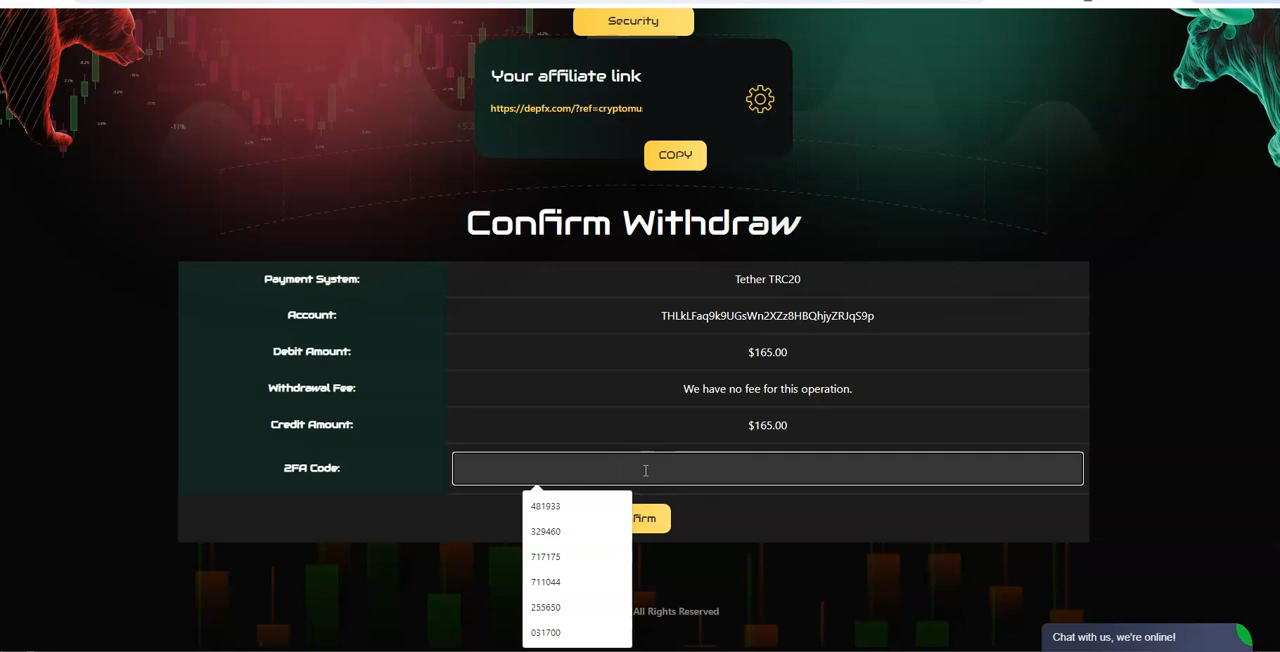 Security
Your affiliate link
https://depfx.com/?ref=cryptomu
COPY
-11%
Confirm Withdraw
Payment System: Tether TRC20
Account: THLkLFaq9k9UGsWn2XZz8HBQhjyZRJqS9p
Debit Amount: $165.00
Withdrawal Fee: We have no fee for this operation.
Credit Amount: $165.00
2FA Code:
481933
firm
329460
717175
711044
255650
All Rights Reserved
031700
Chat with us, we're online!